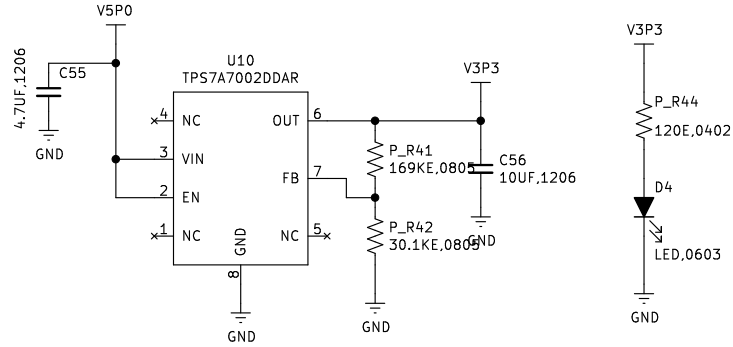 V5P0
4.7UF,1206
C55
GND
U10
TPS7A7002DDAR
4
NC
3
VIN
2
EN
1
NC
GND
8
GND
OUT
6
FB
7
NC
5
P_R41
169KE,0805
P_R42
30.1KE,0805
GND
V3P3
C56
10UF,1206
GND
V3P3
P_R44
120E,0402
D4
LED,0603
GND